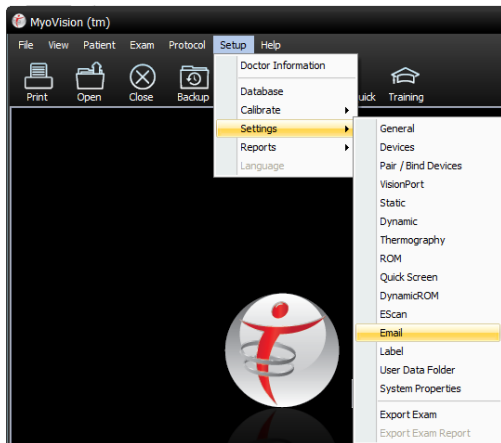 MyoVision (tm)
File View Patient Exam Protocol Setup Help
Print Open Close Backup uick Training
Doctor Information
Database
Calibrate
Settings
Reports
Language
General
Devices
Pair / Bind Devices
VisionPort
Static
Dynamic
Thermography
ROM
Quick Screen
DynamicROM
EScan
Email
Label
User Data Folder
System Properties
Export Exam
Export Exam Report